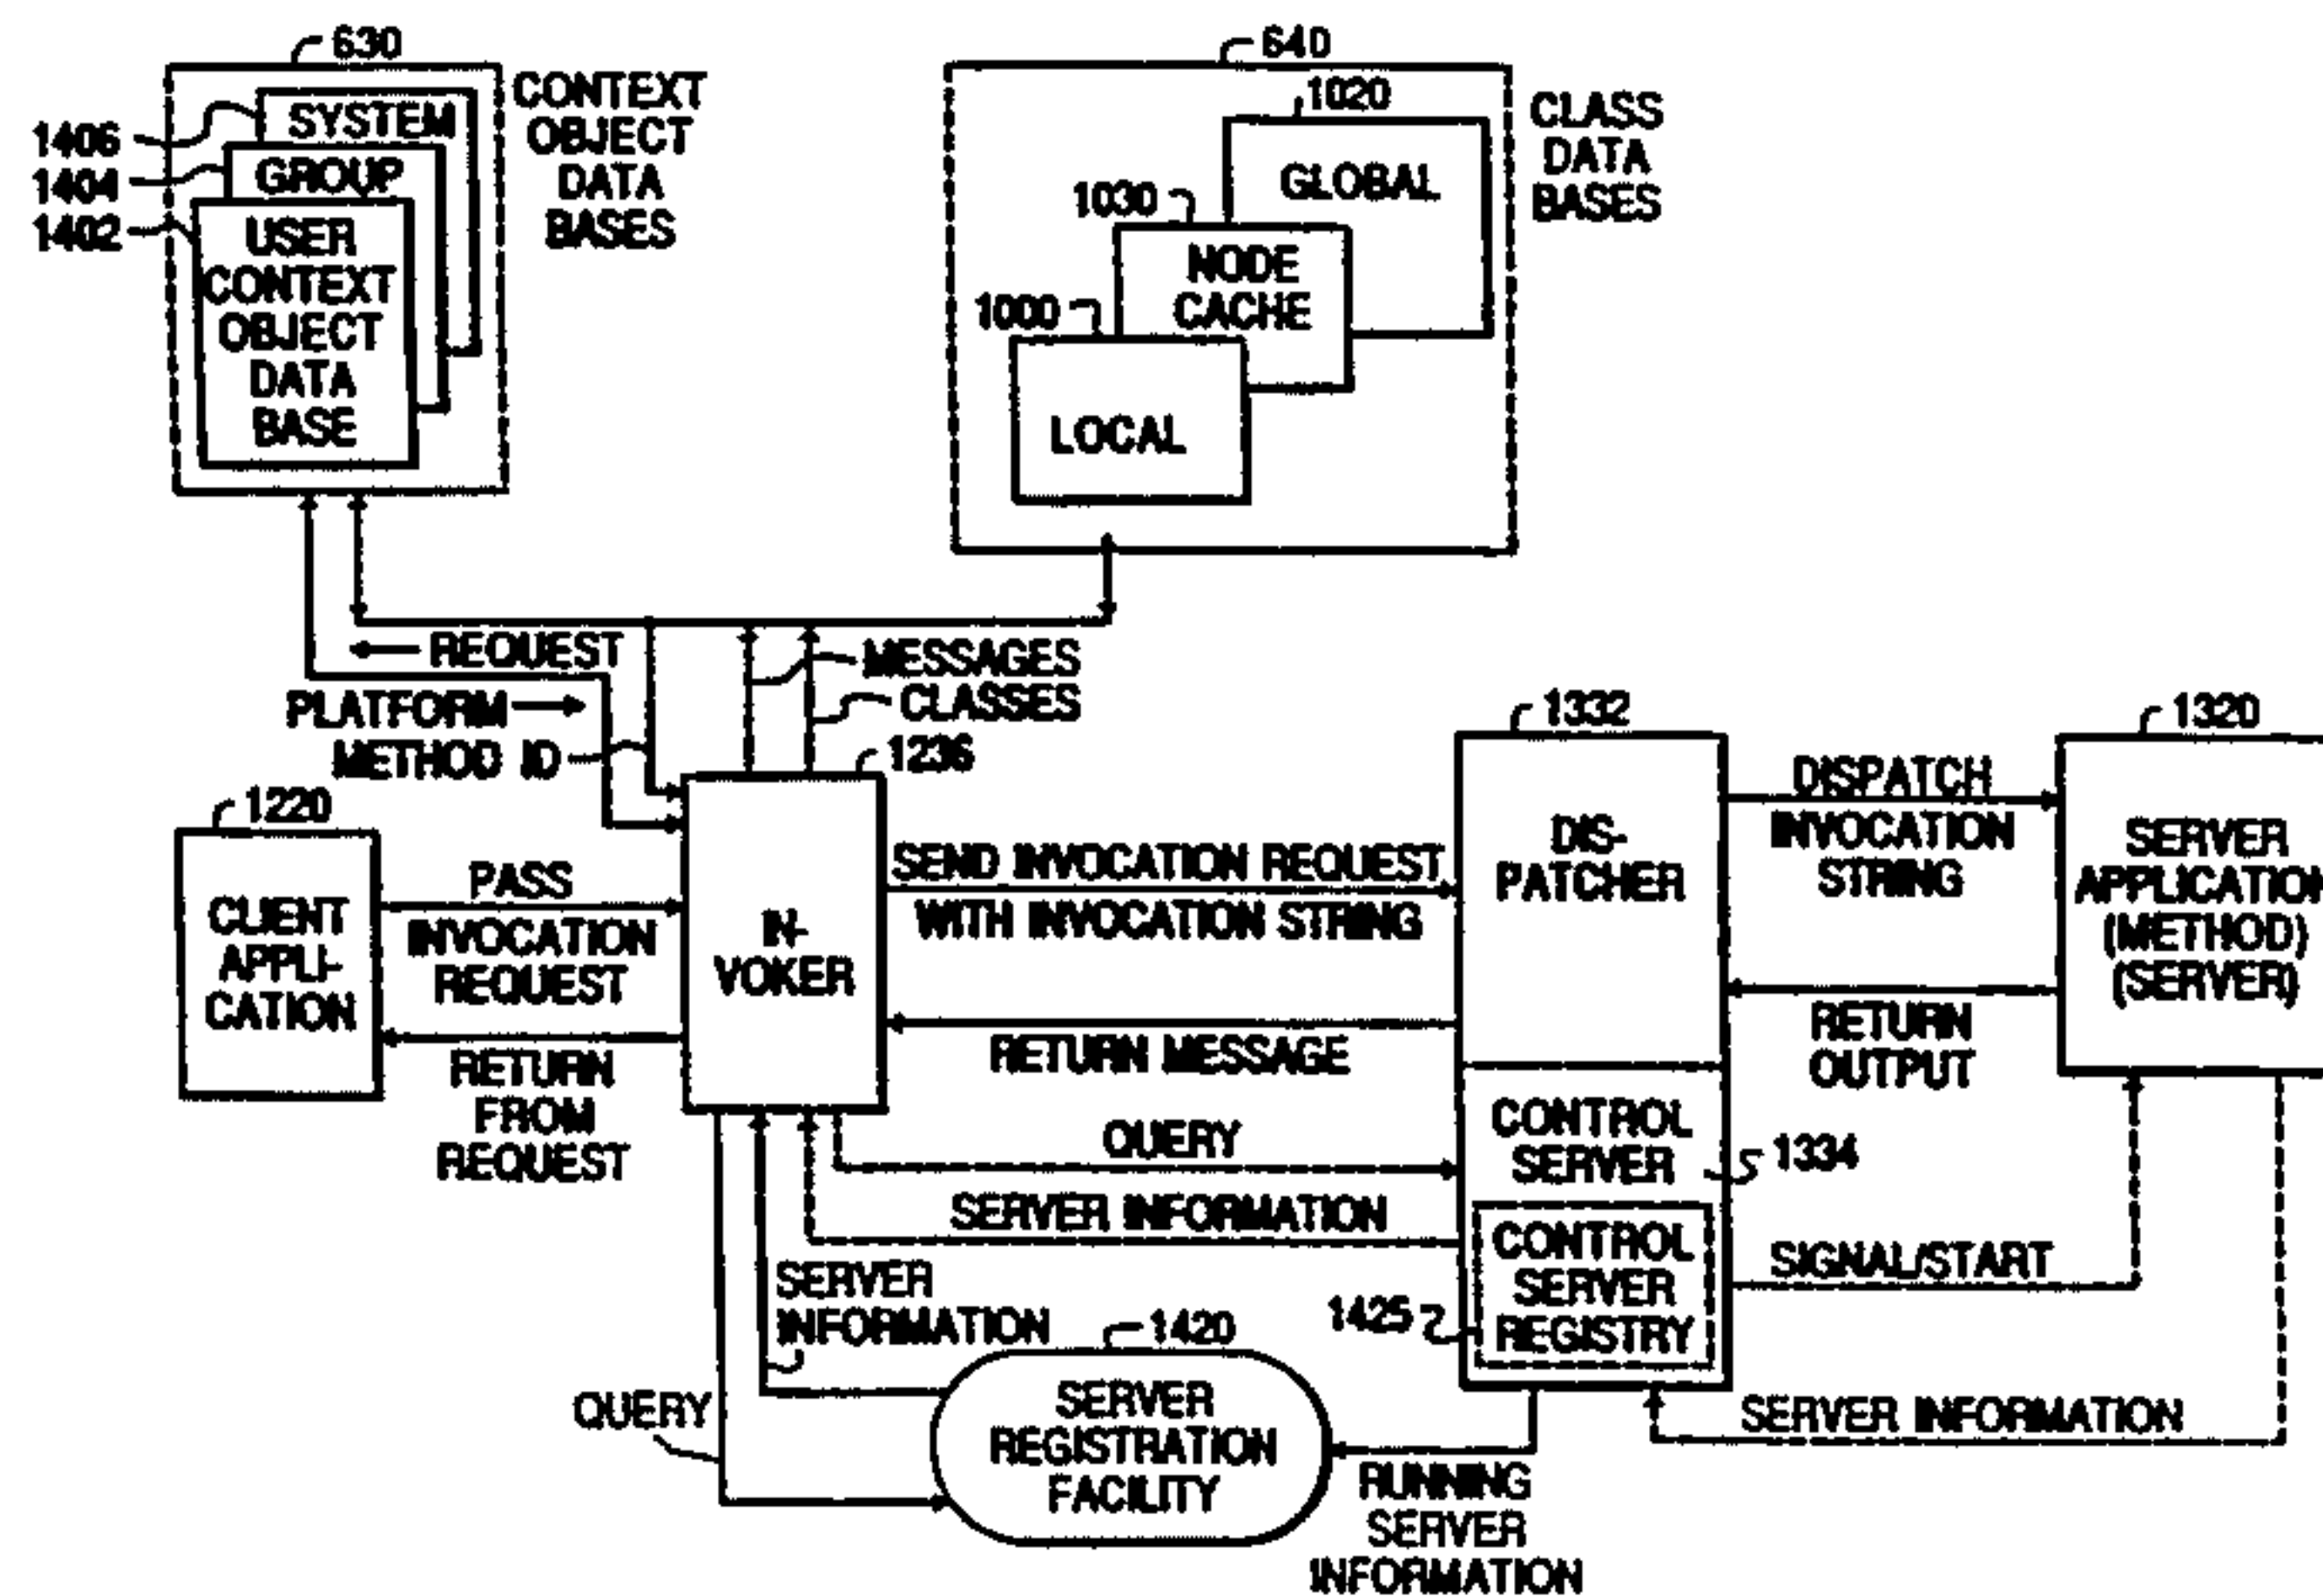 630
640
CONTEXT
OBJECT
DATA
BASES
1406
SYSTEM
1404
GROUP
1402
USER
CONTEXT
OBJECT
DATA
BASE
1020
GLOBAL
CLASS
DATA
BASES
1030
NODE
CACHE
1000
LOCAL
REQUEST
PLATFORM
METHOD ID
MESSAGES
CLASSES
1236
1332
1320
1220
CLIENT
APPLI-
CATION
PASS
INVOCATION
REQUEST
RETURN
FROM
REQUEST
IN-
VOKER
SEND INVOCATION REQUEST
WITH INVOCATION STRING
RETURN MESSAGE
DIS-
PATCHER
DISPATCH
INVOCATION
STRING
RETURN
OUTPUT
SERVER
APPLICATION
(METHOD)
(SERVER)
QUERY
SERVER INFORMATION
CONTROL
SERVER
1334
CONTROL
SERVER
REGISTRY
1425
SIGNAL/START
SERVER INFORMATION
SERVER
INFORMATION
QUERY
1420
SERVER
REGISTRATION
FACILITY
RUNNING
SERVER
INFORMATION